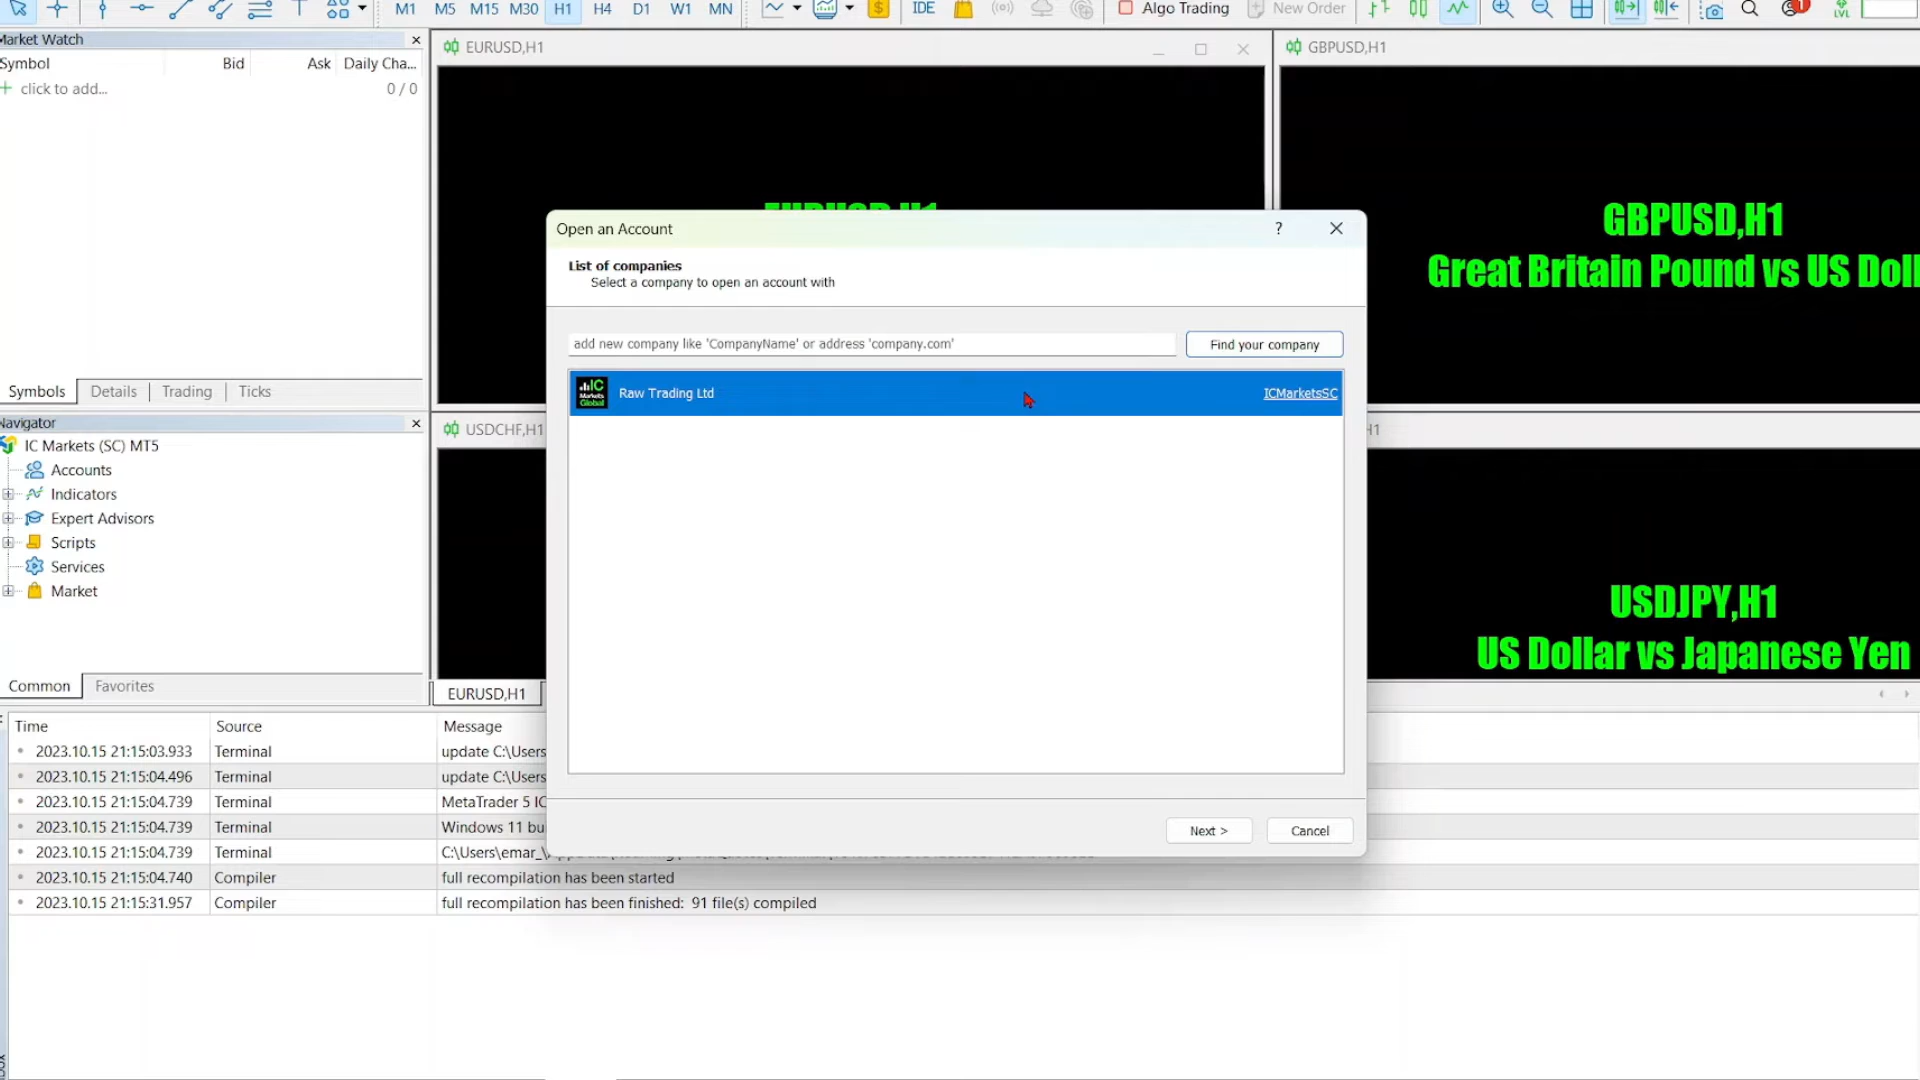 M1 M5 M15 M30 H1 H4 D1 W1 MN IDE Algo Trading New Order 1 LVL
Market Watch
Symbol Bid Ask Daily Cha...
click to add... 0 / 0
Symbols Details Trading Ticks
Navigator
IC Markets (SC) MT5
Accounts
Indicators
Expert Advisors
Scripts
Services
Market
Common Favorites
EURUSD,H1
GBPUSD,H1
EURUSD,H1
GBPUSD,H1
Great Britain Pound vs US Doll
USDCHF,H1
H1
USDJPY,H1
US Dollar vs Japanese Yen
EURUSD,H1
Open an Account ?
List of companies
Select a company to open an account with
add new company like 'CompanyName' or address 'company.com' Find your company
IC Markets Global
Raw Trading Ltd ICMarketsSC
Next > Cancel
Time Source Message
2023.10.15 21:15:03.933 Terminal update C:\Users
2023.10.15 21:15:04.496 Terminal update C:\Users
2023.10.15 21:15:04.739 Terminal MetaTrader 5 IC
2023.10.15 21:15:04.739 Terminal Windows 11 bu
2023.10.15 21:15:04.739 Terminal C:\Users\emar_\
2023.10.15 21:15:04.740 Compiler full recompilation has been started
2023.10.15 21:15:31.957 Compiler full recompilation has been finished: 91 file(s) compiled